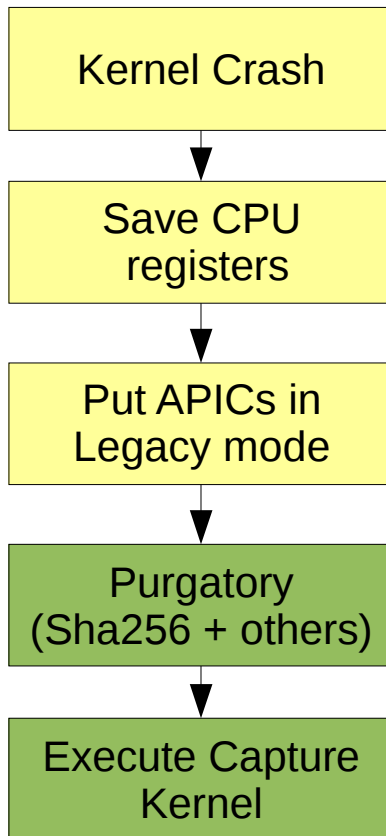 Kernel Crash
Save CPU
registers
Put APICs in
Legacy mode
Purgatory
(Sha256 + others)
Execute Capture
Kernel